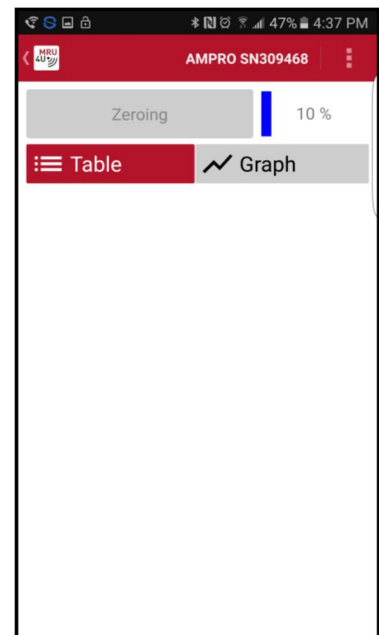 47% 4:37 PM
MRU
4U
AMPRO SN309468
Zeroing
10 %
Table
Graph